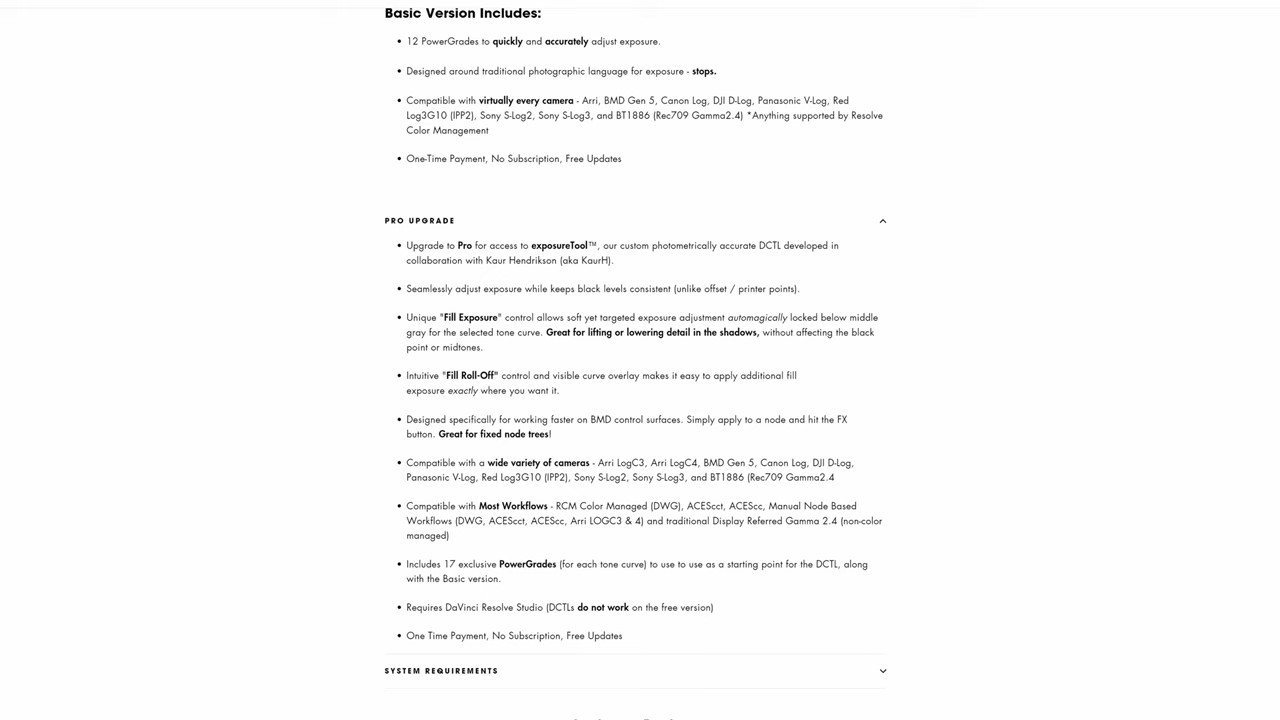 Basic Version Includes:
• 12 PowerGrades to quickly and accurately adjust exposure.
• Designed around traditional photographic language for exposure - stops.
• Compatible with virtually every camera - Arri, BMD Gen 5, Canon Log, DJI D-Log, Panasonic V-Log, Red
Log3G10 (IPP2), Sony S-Log2, Sony S-Log3, and BT1886 (Rec709 Gamma2.4) *Anything supported by Resolve
Color Management
• One-Time Payment, No Subscription, Free Updates
PRO UPGRADE
• Upgrade to Pro for access to exposureTool™, our custom photometrically accurate DCTL developed in
collaboration with Kaur Hendrikson (aka KaurH).
• Seamlessly adjust exposure while keeps black levels consistent (unlike offset / printer points).
• Unique "Fill Exposure" control allows soft yet targeted exposure adjustment automagically locked below middle
gray for the selected tone curve. Great for lifting or lowering detail in the shadows, without affecting the black
point or midtones.
• Intuitive "Fill Roll-Off" control and visible curve overlay makes it easy to apply additional fill
exposure exactly where you want it.
• Designed specifically for working faster on BMD control surfaces. Simply apply to a node and hit the FX
button. Great for fixed node trees!
• Compatible with a wide variety of cameras - Arri LogC3, Arri LogC4, BMD Gen 5, Canon Log, DJI D-Log,
Panasonic V-Log, Red Log3G10 (IPP2), Sony S-Log2, Sony S-Log3, and BT1886 (Rec709 Gamma2.4
• Compatible with Most Workflows - RCM Color Managed (DWG), ACEScct, ACEScc, Manual Node Based
Workflows (DWG, ACEScct, ACEScc, Arri LOGC3 & 4) and traditional Display Referred Gamma 2.4 (non-color
managed)
• Includes 17 exclusive PowerGrades (for each tone curve) to use to use as a starting point for the DCTL, along
with the Basic version.
• Requires DaVinci Resolve Studio (DCTLs do not work on the free version)
• One Time Payment, No Subscription, Free Updates
SYSTEM REQUIREMENTS